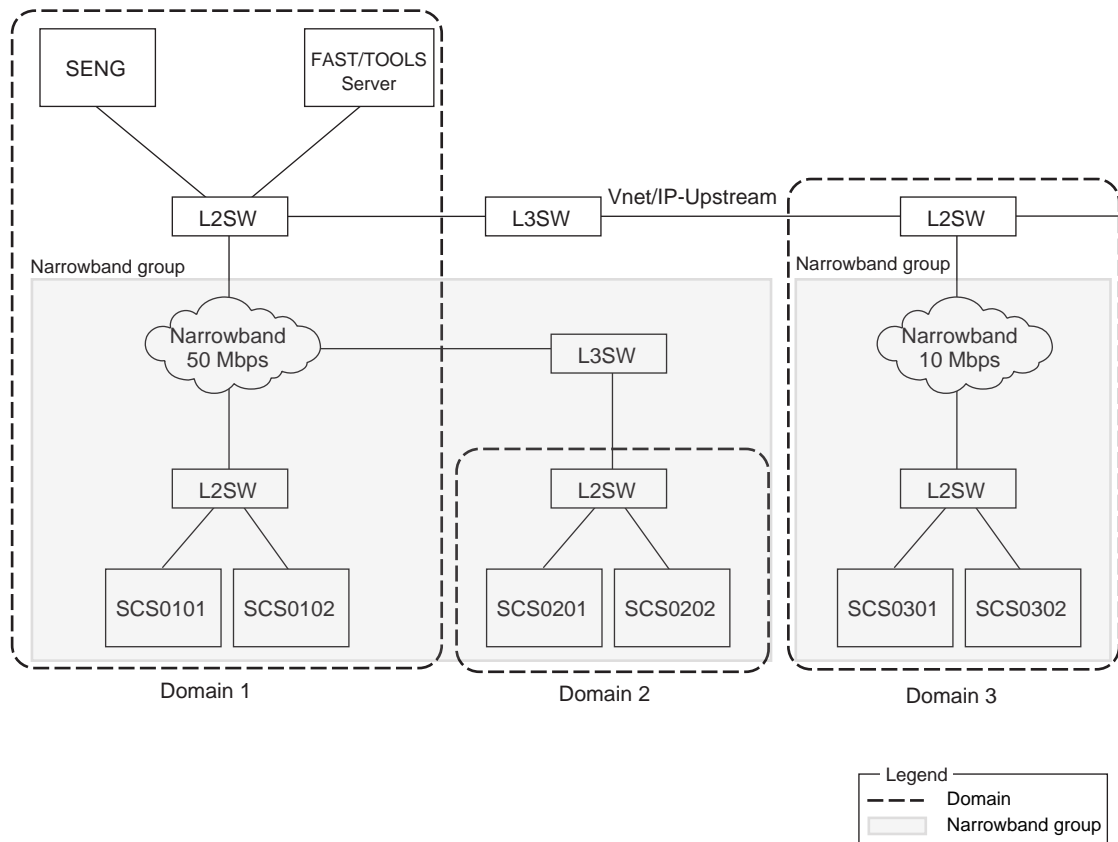 SENG
FAST/TOOLS
Server
Vnet/IP-Upstream
L2SW
L3SW
L2SW
Narrowband group
Narrowband group
Narrowband
50 Mbps
L3SW
Narrowband
10 Mbps
L2SW
L2SW
L2SW
SCS0101
SCS0102
SCS0201
SCS0202
SCS0301
SCS0302
Domain 1
Domain 2
Domain 3
Legend
Domain
Narrowband group